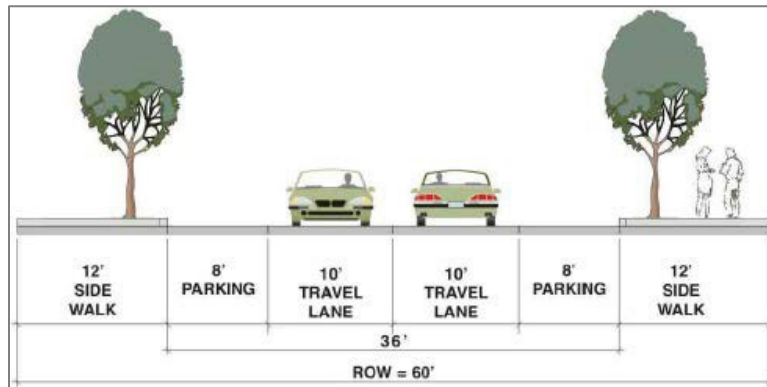 12'
SIDE
WALK
8'
PARKING
10'
TRAVEL
LANE
10'
TRAVEL
LANE
8'
PARKING
12'
SIDE
WALK
36'
ROW = 60'